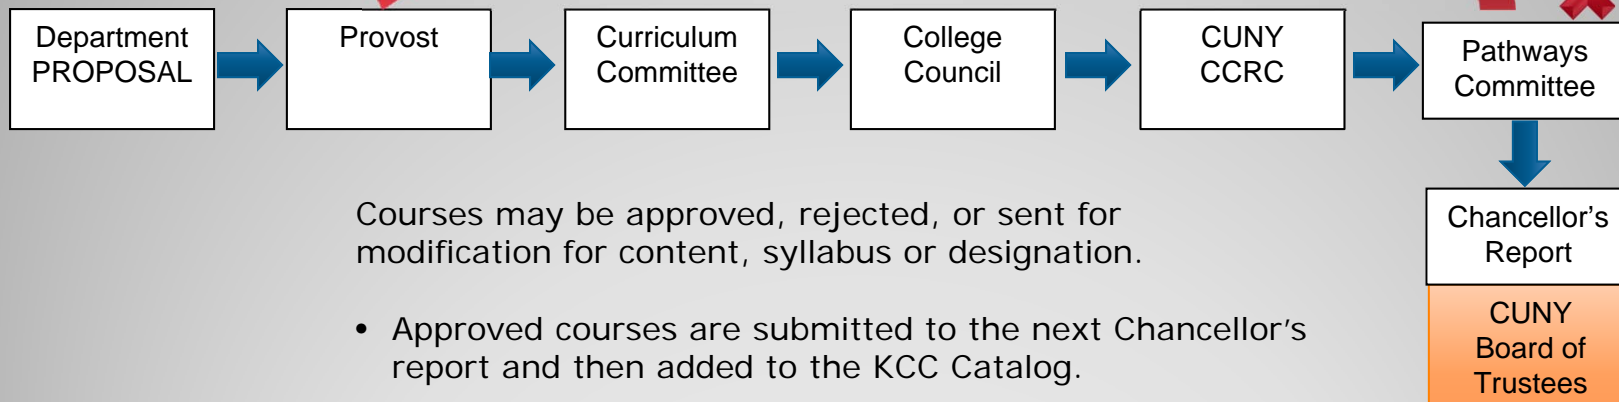 Department
PROPOSAL
Provost
Curriculum
Committee
College
Council
CUNY
CCRC
Pathways
Committee
Chancellor’s
Report
CUNY
Board of
Trustees
Courses may be approved, rejected, or sent for
modification for content, syllabus or designation.
• Approved courses are submitted to the next Chancellor’s
report and then added to the KCC Catalog.